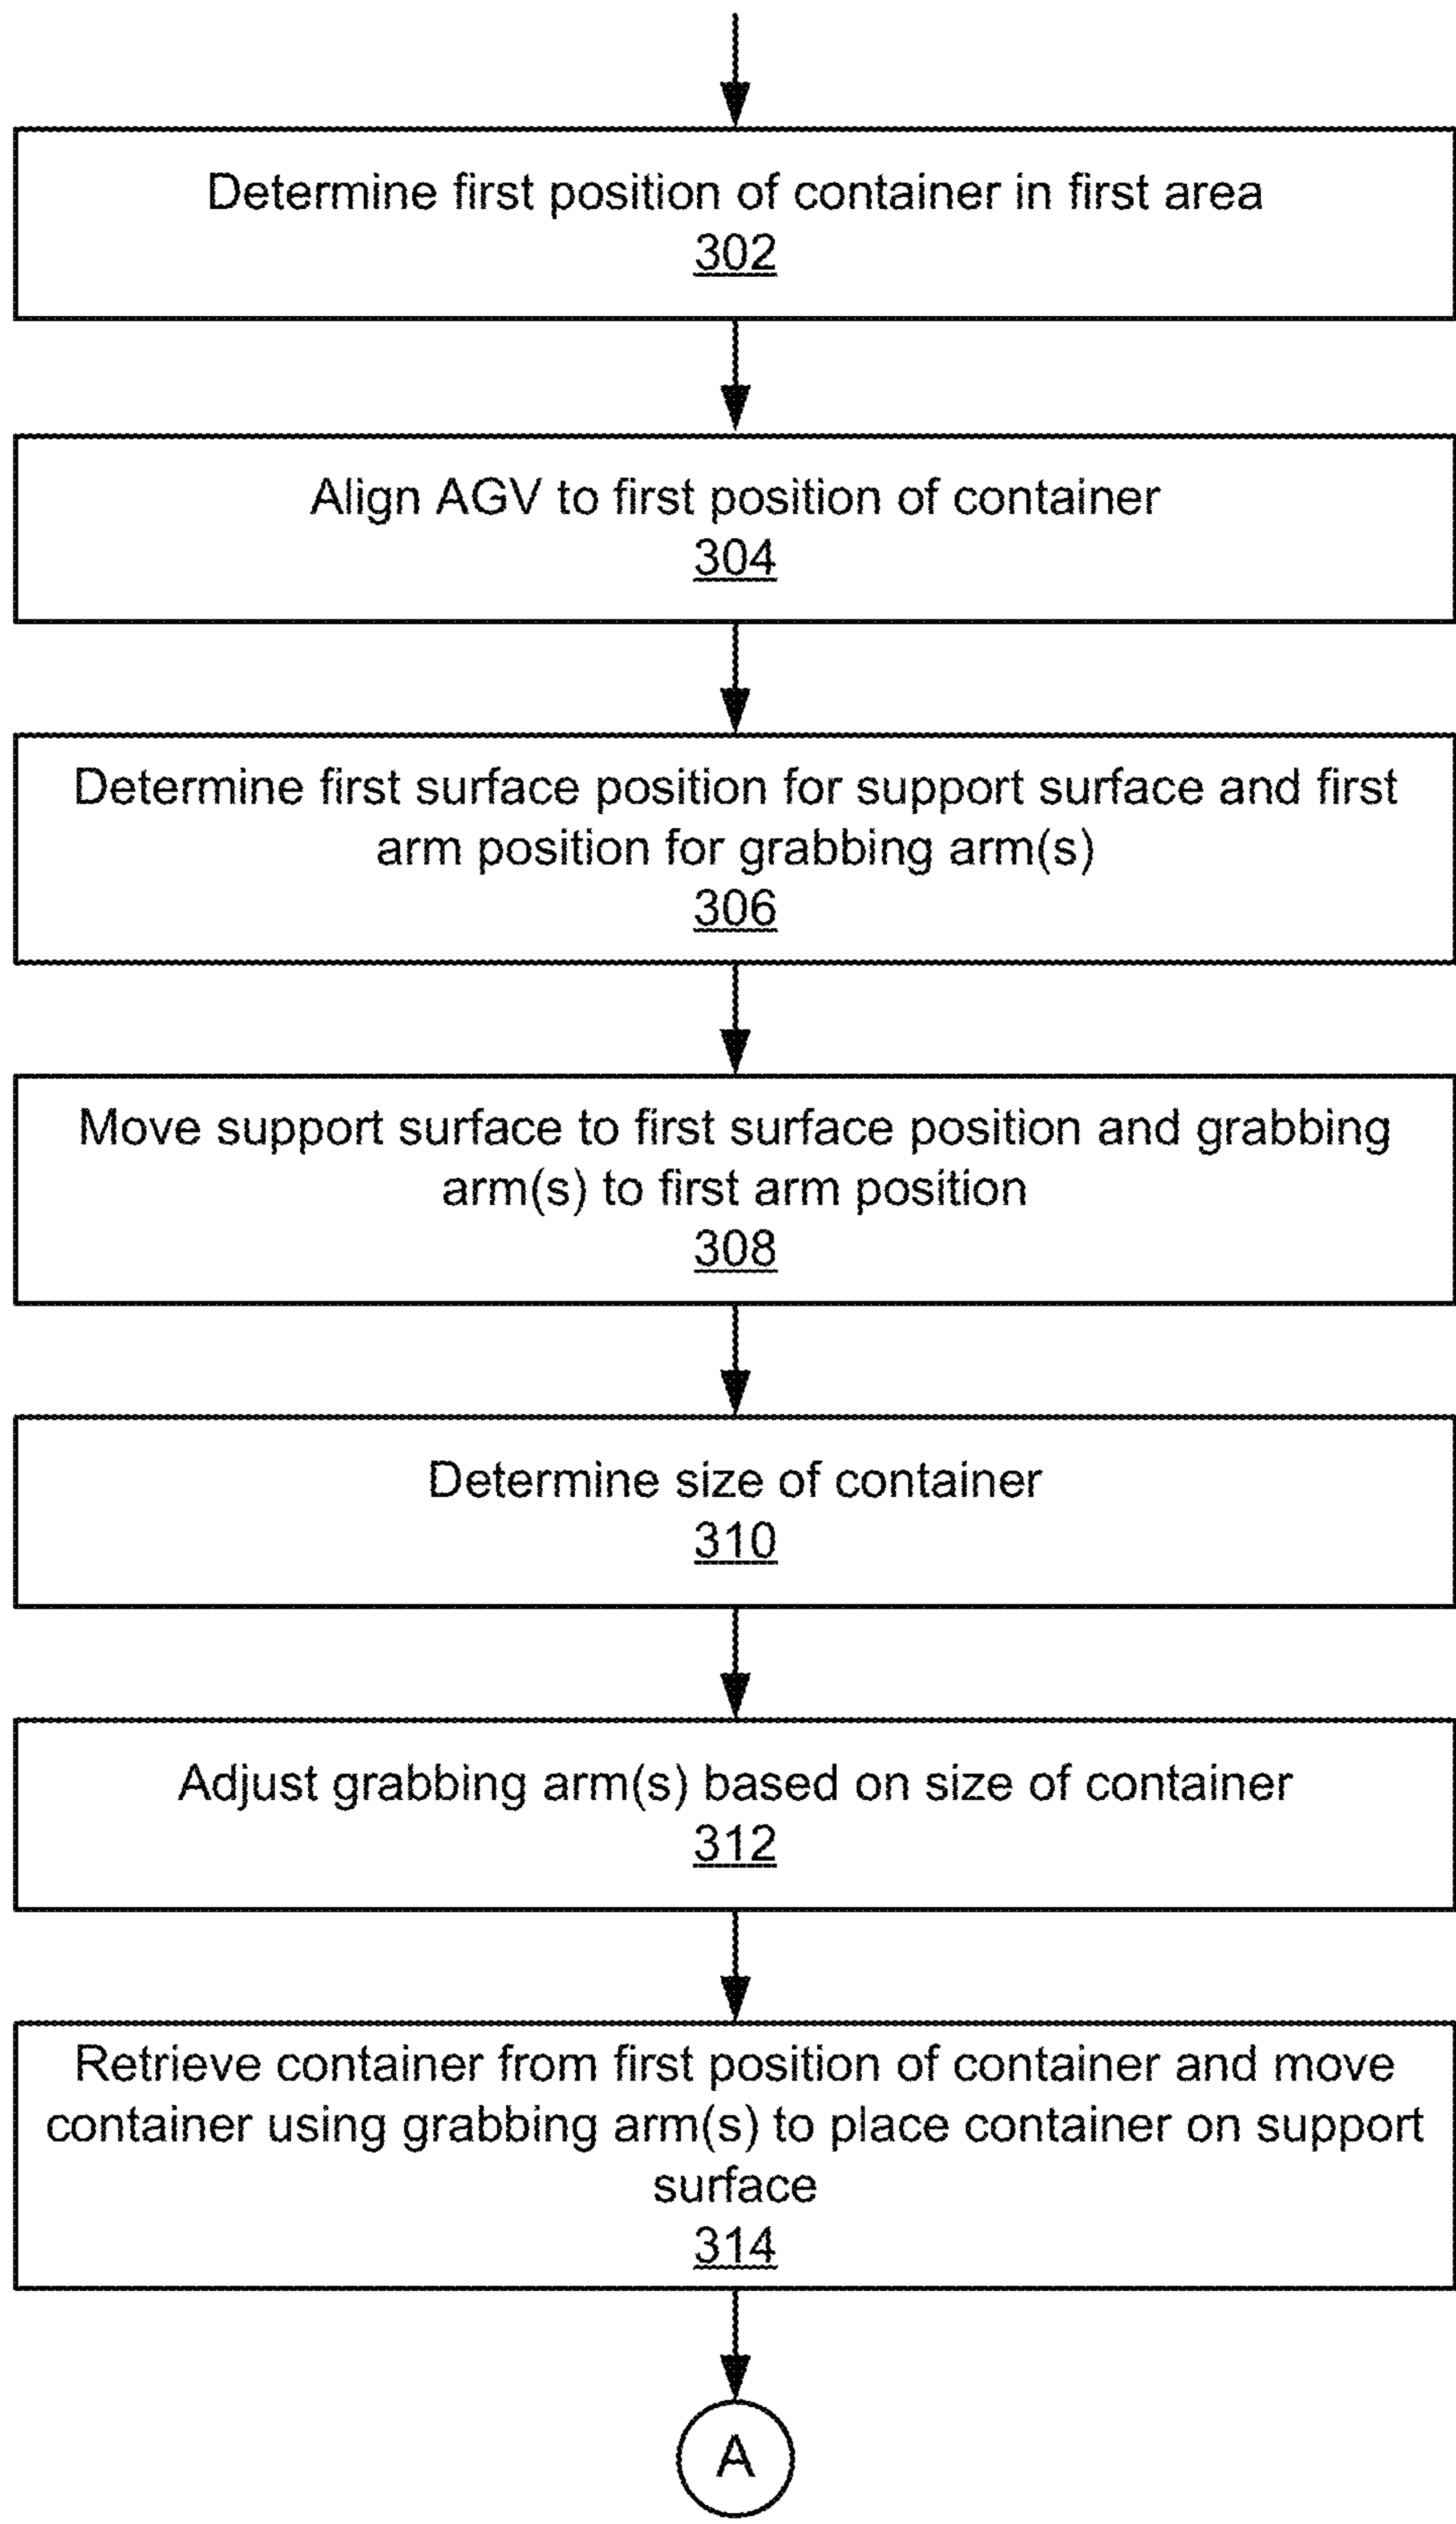 Determine first position of container in first area
302
Align AGV to first position of container
304
Determine first surface position for support surface and first
arm position for grabbing arm(s)
306
Move support surface to first surface position and grabbing
arm(s) to first arm position
308
Determine size of container
310
Adjust grabbing arm(s) based on size of container
312
Retrieve container from first position of container and move
container using grabbing arm(s) to place container on support
surface
314
A